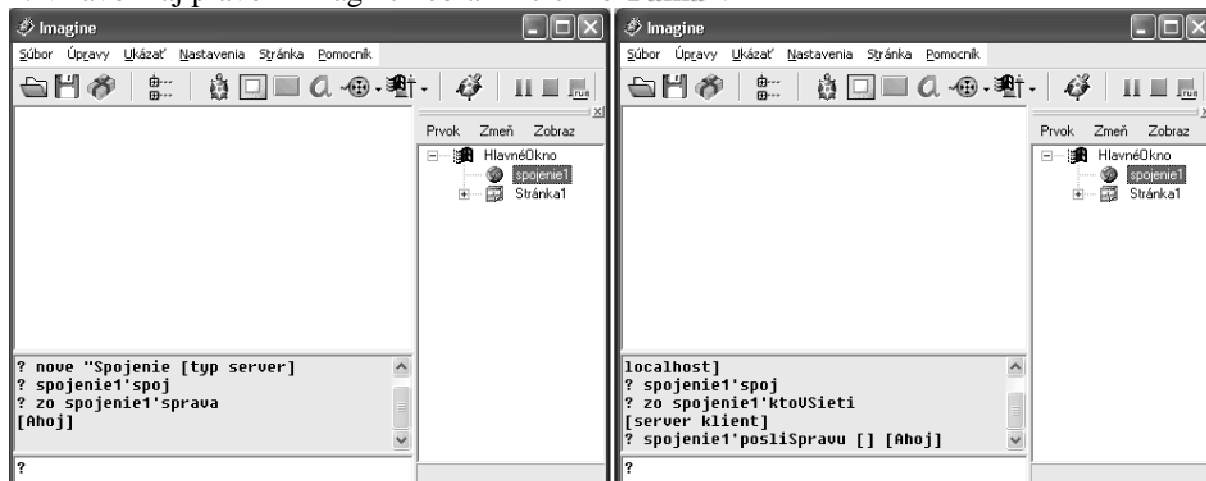 Imagine
Súbor Úpravy Ukázať Nastavenia Stránka Pomocník
Prvok Zmeň Zobraz
HlavnéOkno
spojenie1
Stránka1
? nove "Spojenie [typ server]
? spojenie1'spoj
? zo spojenie1'sprava
[Ahoj]
?
Imagine
Súbor Úpravy Ukázať Nastavenia Stránka Pomocník
Prvok Zmeň Zobraz
HlavnéOkno
spojenie1
Stránka1
localhost]
? spojenie1'spoj
? zo spojenie1'ktoVSieti
[server klient]
? spojenie1'posliSpravu [] [Ahoj]
?